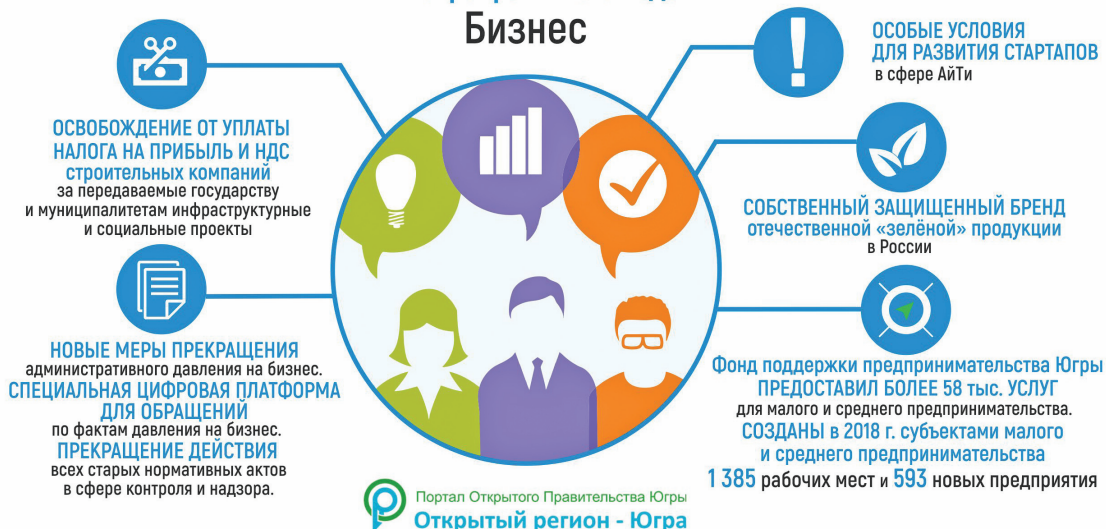 Бизнес
ОСВОБОЖДЕНИЕ ОТ УПЛАТЫ
НАЛОГА НА ПРИБЫЛЬ И НДС
строительных компаний
за передаваемые государству
и муниципалитетам инфраструктурные
и социальные проекты
НОВЫЕ МЕРЫ ПРЕКРАЩЕНИЯ
административного давления на бизнес.
СПЕЦИАЛЬНАЯ ЦИФРОВАЯ ПЛАТФОРМА
ДЛЯ ОБРАЩЕНИЙ
по фактам давления на бизнес.
ПРЕКРАЩЕНИЕ ДЕЙСТВИЯ
всех старых нормативных актов
в сфере контроля и надзора.
ОСОБЫЕ УСЛОВИЯ
ДЛЯ РАЗВИТИЯ СТАРТАПОВ
в сфере АйТи
СОБСТВЕННЫЙ ЗАЩИЩЕННЫЙ БРЕНД
отечественной «зелёной» продукции
в России
Фонд поддержки предпринимательства Югры
ПРЕДОСТАВИЛ БОЛЕЕ 58 тыс. УСЛУГ
для малого и среднего предпринимательства.
СОЗДАНЫ в 2018 г. субъектами малого
и среднего предпринимательства
1 385 рабочих мест и 593 новых предприятия
Портал Открытого Правительства Югры
Открытый регион - Югра